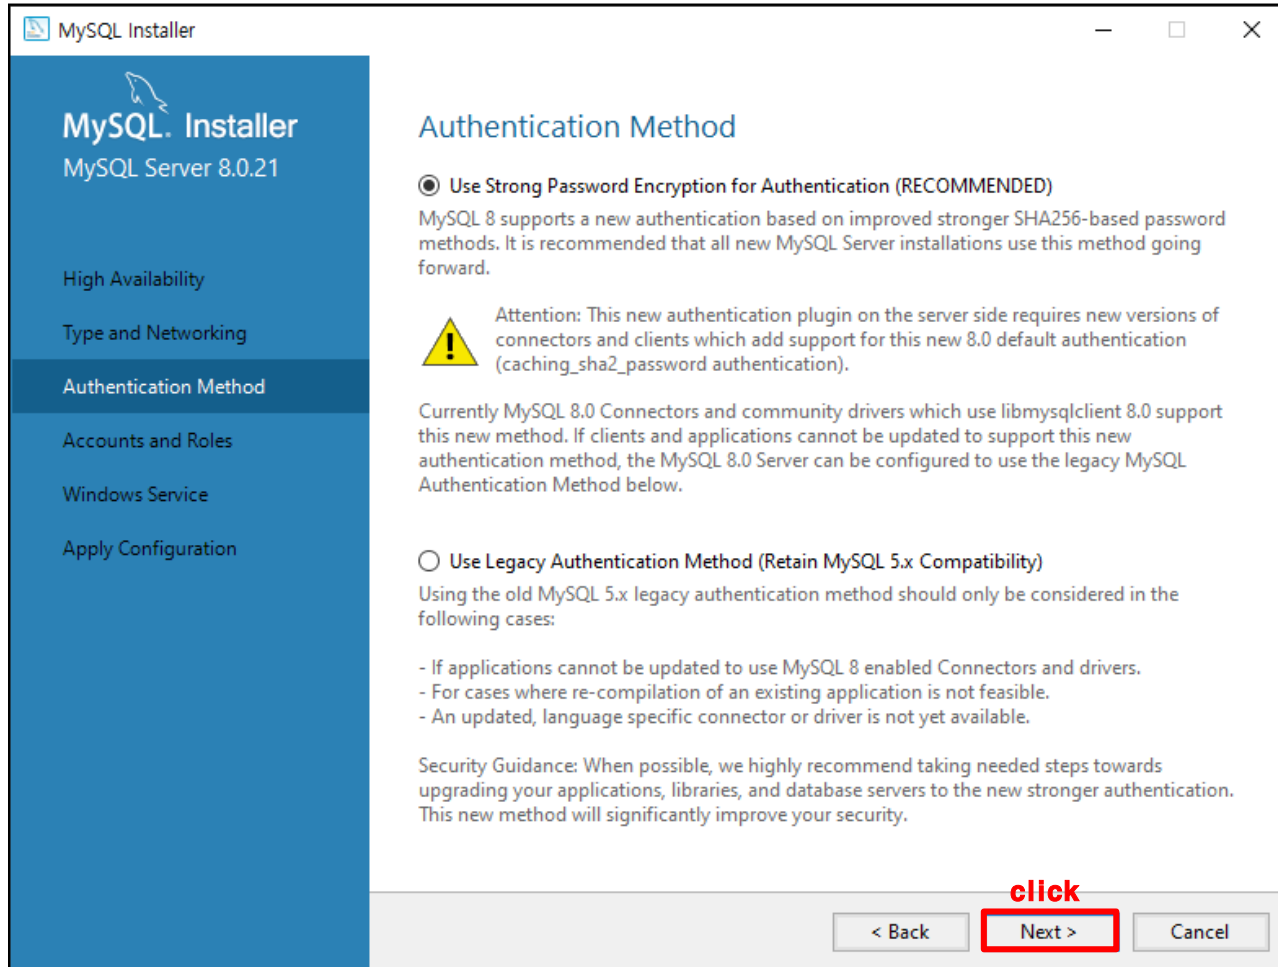 MySQL Installer
MySQL. Installer
MySQL Server 8.0.21
High Availability
Type and Networking
Authentication Method
Accounts and Roles
Windows Service
Apply Configuration
Authentication Method
Use Strong Password Encryption for Authentication (RECOMMENDED)
MySQL 8 supports a new authentication based on improved stronger SHA256-based password
methods. It is recommended that all new MySQL Server installations use this method going
forward.
Attention: This new authentication plugin on the server side requires new versions of
connectors and clients which add support for this new 8.0 default authentication
(caching_sha2_password authentication).
Currently MySQL 8.0 Connectors and community drivers which use libmysqlclient 8.0 support
this new method. If clients and applications cannot be updated to support this new
authentication method, the MySQL 8.0 Server can be configured to use the legacy MySQL
Authentication Method below.
Use Legacy Authentication Method (Retain MySQL 5.x Compatibility)
Using the old MySQL 5.x legacy authentication method should only be considered in the
following cases:
- If applications cannot be updated to use MySQL 8 enabled Connectors and drivers.
- For cases where re-compilation of an existing application is not feasible.
- An updated, language specific connector or driver is not yet available.
Security Guidance: When possible, we highly recommend taking needed steps towards
upgrading your applications, libraries, and database servers to the new stronger authentication.
This new method will significantly improve your security.
click
< Back
Next >
Cancel